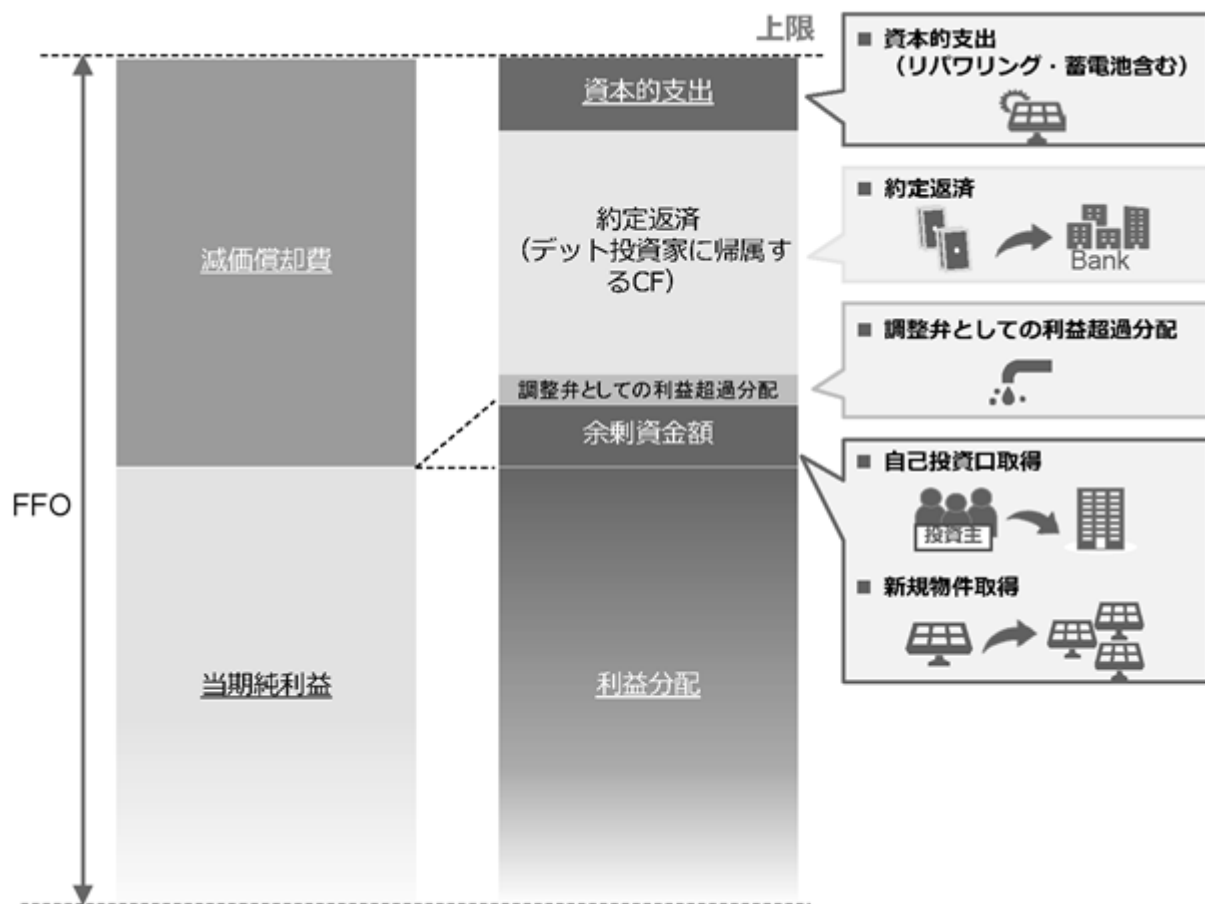 上限
FFO
減価償却費
当期純利益
資本的支出
約定返済
（デット投資家に帰属す
るCF）
調整弁としての利益超過分配
余剰資金額
利益分配
■ 資本的支出
（リパワリング・蓄電池含む）
■ 約定返済
Bank
■ 調整弁としての利益超過分配
■ 自己投資口取得
投資主
■ 新規物件取得